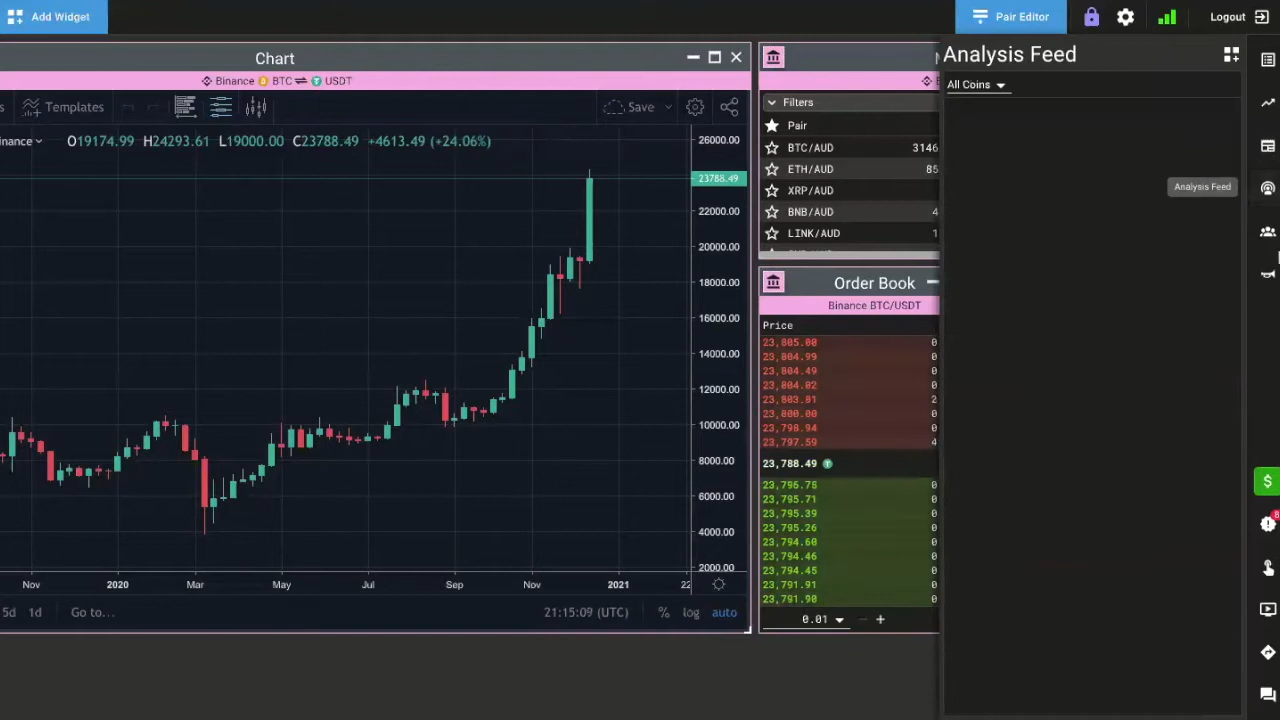 Add Widget
Pair Editor
Logout
Chart
Binance BTC USDT
Templates
Save
inance
O19174.99 H24293.61 L19000.00 C23788.49 +4613.49 (+24.06%)
26000.00
23788.49
22000.00
20000.00
18000.00
16000.00
14000.00
12000.00
10000.00
8000.00
6000.00
4000.00
2000.00
Nov 2020 Mar May Jul Sep Nov 2021 22
5d 1d Go to... 21:15:09 (UTC) % log auto
Filters
Pair
BTC/AUD 3146
ETH/AUD 85
XRP/AUD
BNB/AUD 4
LINK/AUD 1
Order Book
Binance BTC/USDT
Price
23,805.00 0
23,804.99 0
23,804.49 0
23,804.02 0
23,803.81 2
23,800.00 0
23,798.94 0
23,797.59 4
23,788.49
23,796.75 0
23,795.71 0
23,795.39 0
23,795.26 0
23,794.60 0
23,794.46 0
23,794.45 0
23,791.91 0
23,791.90 0
0.01
Analysis Feed
All Coins
Analysis Feed
$
8